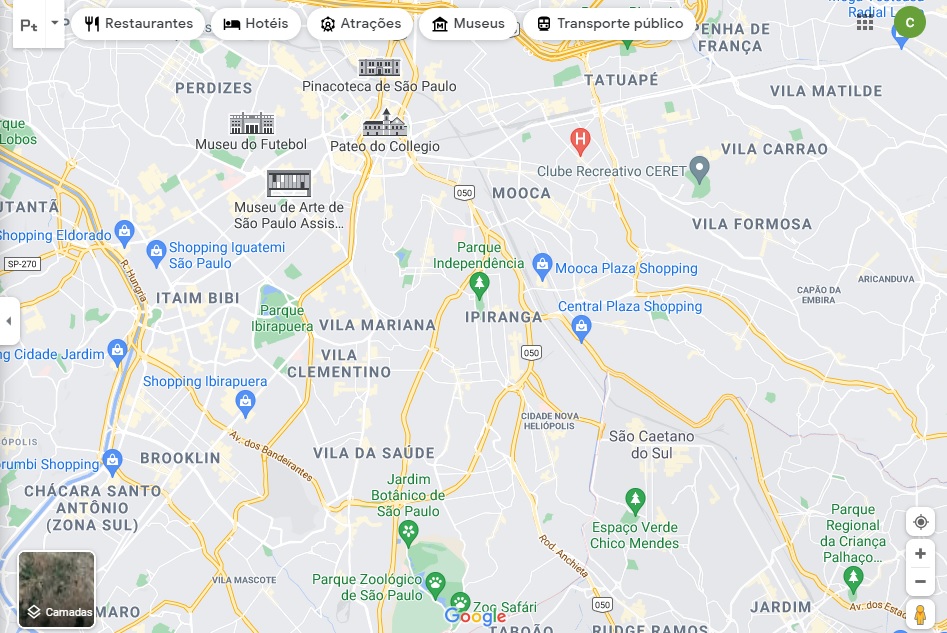 Restaurantes
Hotéis
Atrações
Museus
Transporte público
Radial L
C
PENHA DE
FRANÇA
TATUAPÉ
Pinacoteca de São Paulo
PERDIZES
VILA MATILDE
rque
Lobos
Museu do Futebol
Pateo do Collegio
H
VILA CARRAO
Clube Recreativo CERET
050
MOOCA
UTANTÃ
Museu de Arte de
São Paulo Assis...
VILA FORMOSA
Shopping Eldorado
Shopping Iguatemi
São Paulo
SP-270
R. Hungria
Parque
Independência
Mooca Plaza Shopping
ARICANDUVA
CAPÃO DA
EMBIRA
ITAIM BIBI
Parque
Ibirapuera
VILA MARIANA
IPIRANGA
Central Plaza Shopping
ng Cidade Jardim
VILA
CLEMENTINO
050
Shopping Ibirapuera
CIDADE NOVA
HELIÓPOLIS
São Caetano
do Sul
ÓPOLIS
Av. dos Bandeirantes
orumbi Shopping
BROOKLIN
VILA DA SAÚDE
CHÁCARA SANTO
ANTÔNIO
(ZONA SUL)
Jardim
Botânico de
São Paulo
Espaço Verde
Chico Mendes
Parque
Regional
da Criança
Palhaço...
Rod. Anchieta
VILA MASCOTE
Parque Zoológico
de São Paulo
Zoo Safári
Camadas
MARO
Google
050
JARDIM
Av. dos Estad
TABOÃO
RUDGE RAMOS